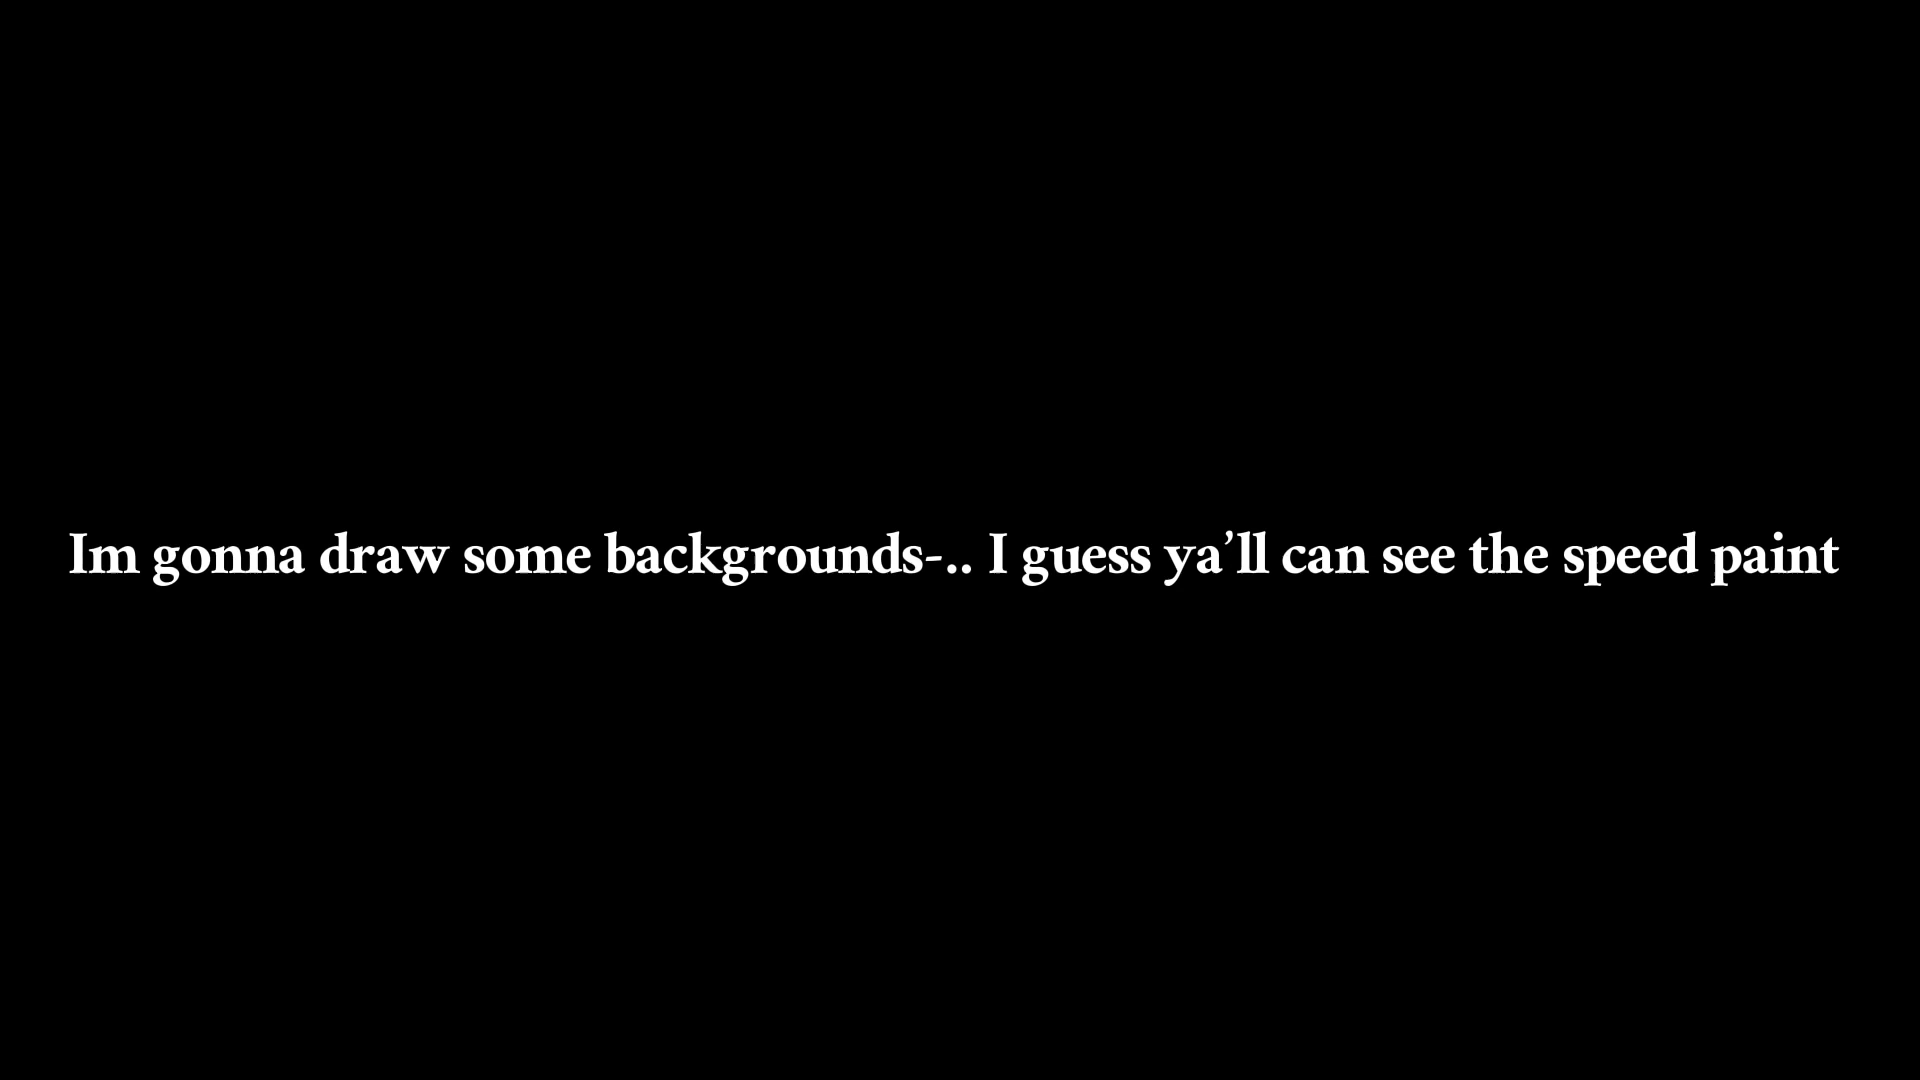 Im gonna draw some backgrounds-.. I guess ya’ll can see the speed paint